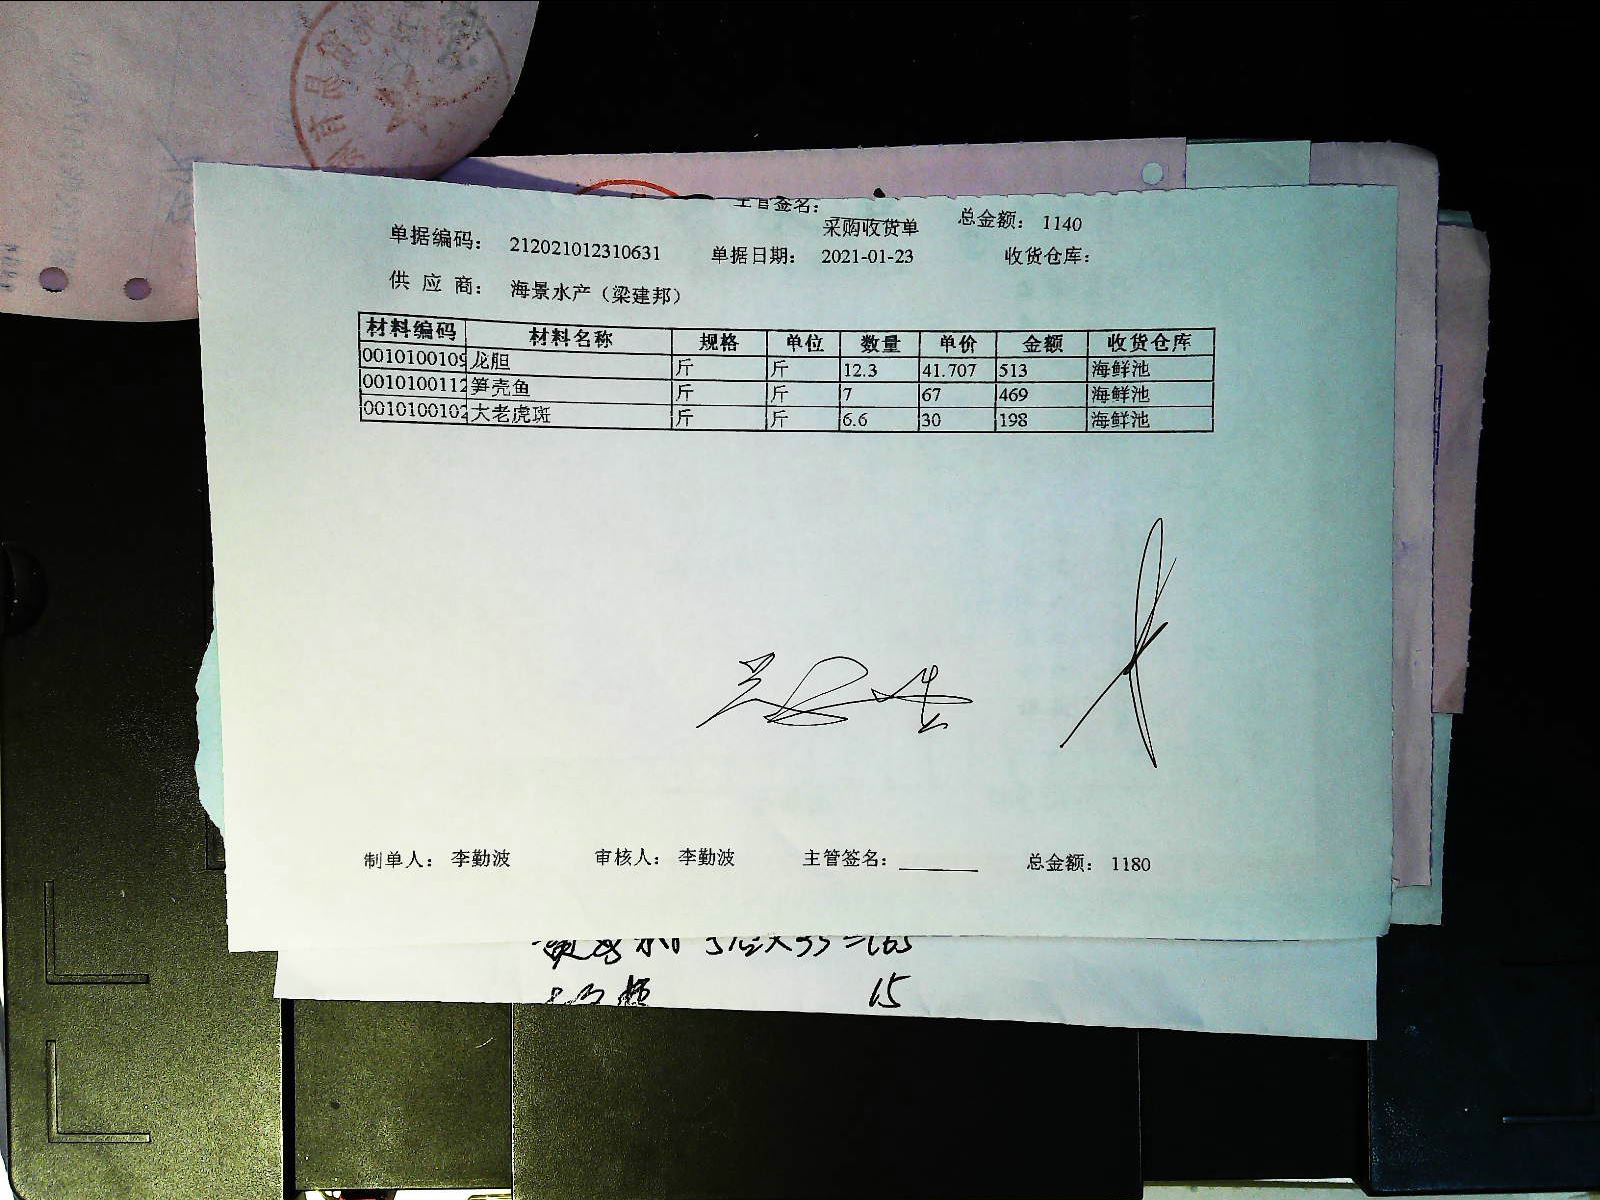 主管签名：
总金额： 1140
采购收货单
单据编码： 212021012310631 单据日期： 2021-01-23 收货仓库：
供 应 商： 海景水产（梁建邦）
材料编码 材料名称 规格 单位 数量 单价 金额 收货仓库
0010100109 龙胆 斤 斤 12.3 41.707 513 海鲜池
0010100112 笋壳鱼 斤 斤 7 67 469 海鲜池
0010100102 大老虎斑 斤 斤 6.6 30 198 海鲜池
制单人： 李勤波 审核人： 李勤波 主管签名： 总金额： 1180
15